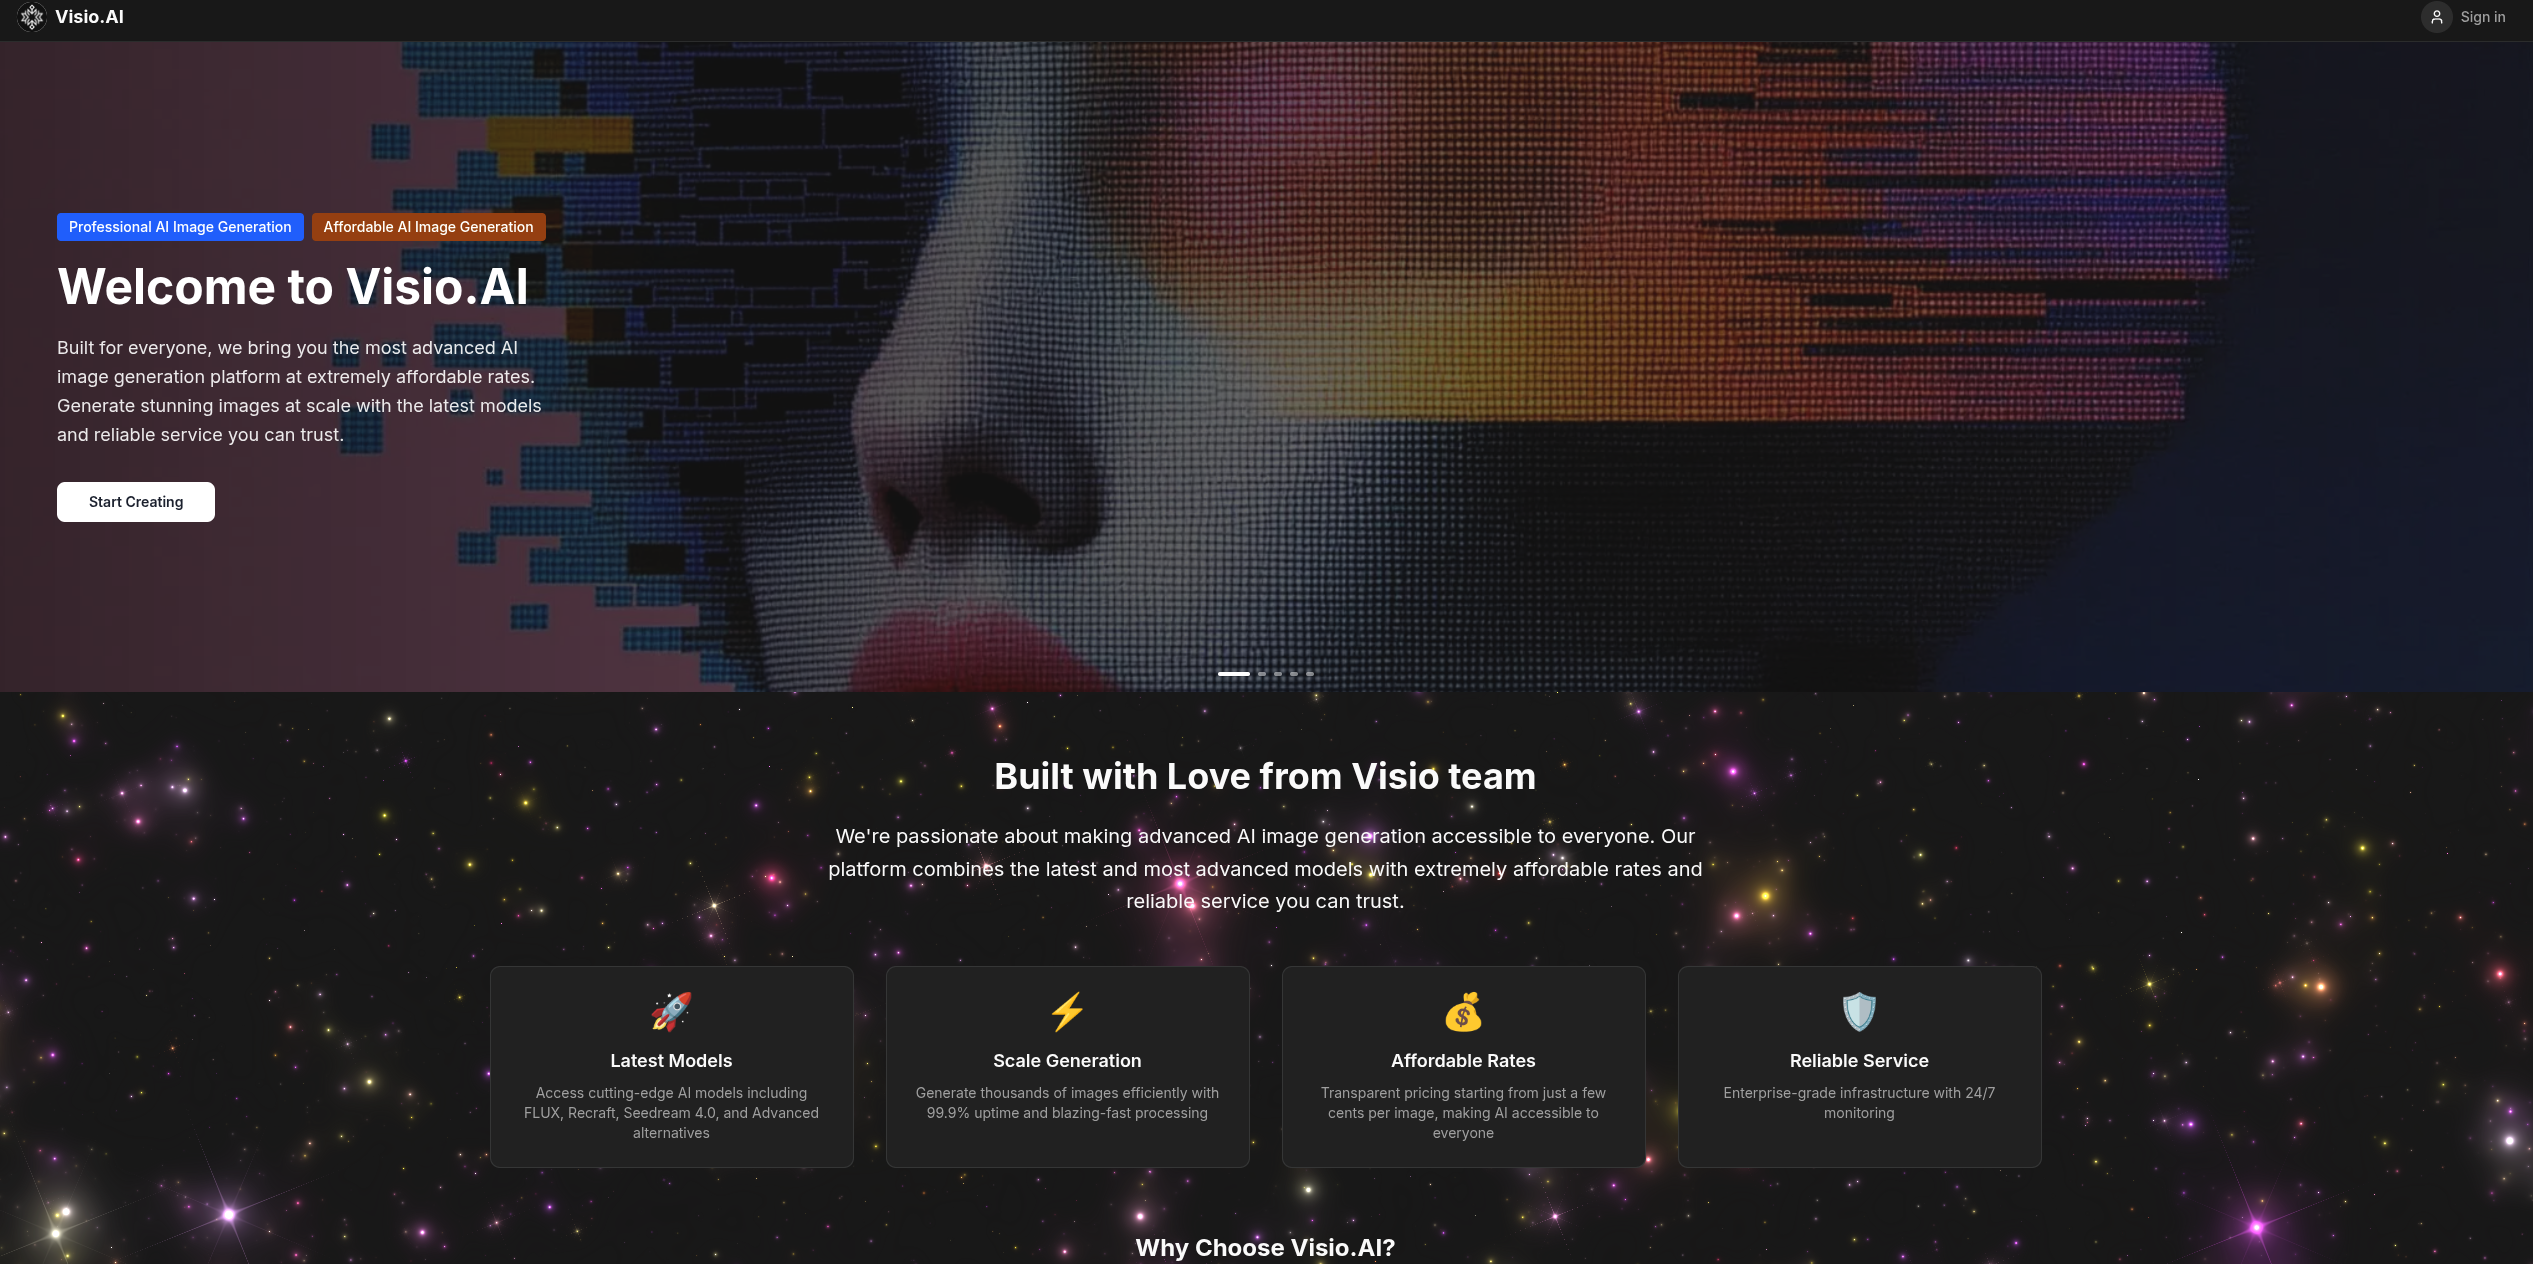 Visio.AI
Sign in
Professional AI Image Generation
Affordable AI Image Generation
Welcome to Visio.AI
Built for everyone, we bring you the most advanced AI
image generation platform at extremely affordable rates.
Generate stunning images at scale with the latest models
and reliable service you can trust.
Start Creating
Built with Love from Visio team
We're passionate about making advanced AI image generation accessible to everyone. Our
platform combines the latest and most advanced models with extremely affordable rates and
reliable service you can trust.
Latest Models
Access cutting-edge AI models including
FLUX, Recraft, Seedream 4.0, and Advanced
alternatives
Scale Generation
Generate thousands of images efficiently with
99.9% uptime and blazing-fast processing
Affordable Rates
Transparent pricing starting from just a few
cents per image, making AI accessible to
everyone
Reliable Service
Enterprise-grade infrastructure with 24/7
monitoring
Why Choose Visio.AI?